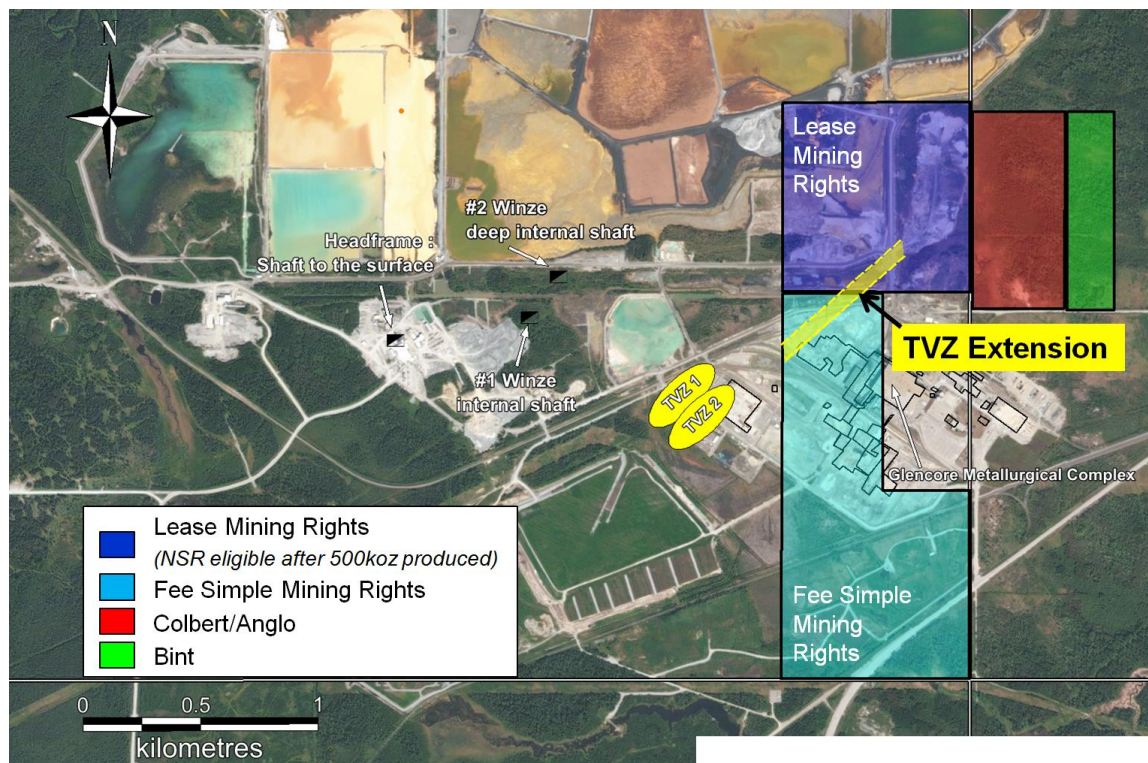 N
Lease
Mining
Rights
#2 Winze
deep internal shaft
Headframe :
Shaft to the surface
TVZ Extension
#1 Winze
internal shaft
TVZ 1
TVZ 2
Glencore Metallurgical Complex
Lease Mining Rights
(NSR eligible after 500koz produced)
Fee Simple Mining Rights
Colbert/Anglo
Bint
Fee Simple
Mining
Rights
0 0.5 1
kilometres